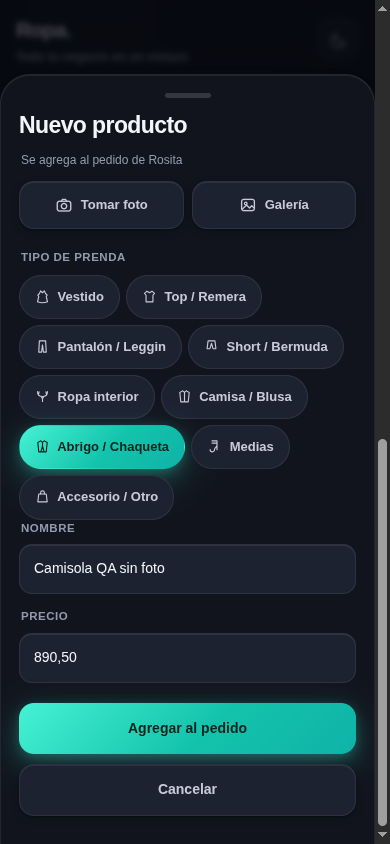 Ropa.
Nuevo producto
Se agrega al pedido de Rosita
Tomar foto
Galería
TIPO DE PRENDA
Vestido
Top / Remera
Pantalón / Leggin
Short / Bermuda
Ropa interior
Camisa / Blusa
Abrigo / Chaqueta
Medias
Accesorio / Otro
NOMBRE
Camisola QA sin foto
PRECIO
890,50
Agregar al pedido
Cancelar